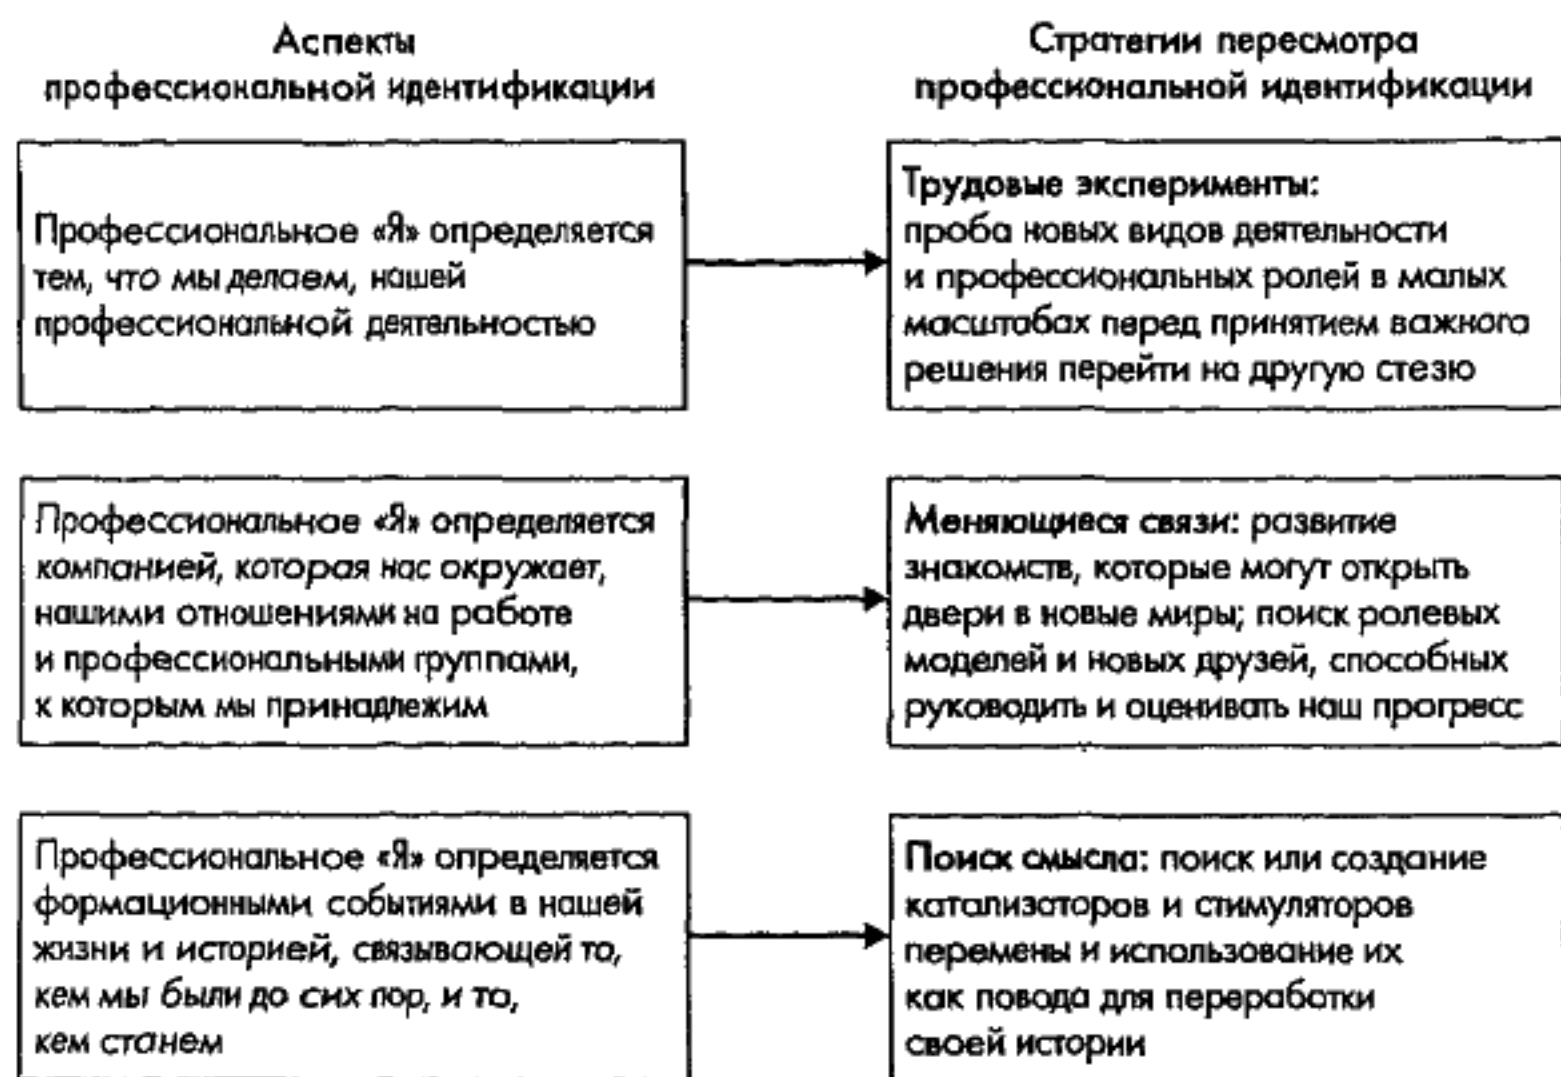 Аспекты
профессиональной идентификации
Стратегии пересмотра
профессиональной идентификации
Профессиональное «Я» определяется
тем, что мы делаем, нашей
профессиональной деятельностью
Трудовые эксперименты:
проба новых видов деятельности
и профессиональных ролей в малых
масштабах перед принятием важного
решения перейти на другую стезю
Профессиональное «Я» определяется
компанией, которая нас окружает,
нашими отношениями на работе
и профессиональными группами,
к которым мы принадлежим
Меняющиеся связи: развитие
знакомств, которые могут открыть
двери в новые миры; поиск ролевых
моделей и новых друзей, способных
руководить и оценивать наш прогресс
Профессиональное «Я» определяется
формационными событиями в нашей
жизни и историей, связывающей то,
кем мы были до сих пор, и то,
кем станем
Поиск смысла: поиск или создание
катализаторов и стимуляторов
перемены и использование их
как повода для переработки
своей истории